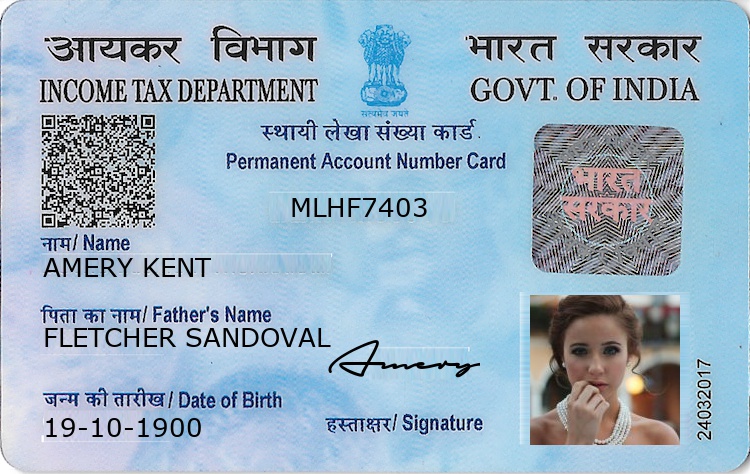 आयकर विभाग
INCOME TAX DEPARTMENT
सत्यमेव जयते
भारत सरकार
GOVT. OF INDIA
स्थायी लेखा संख्या कार्ड
Permanent Account Number Card
MLHF7403
भारत
सरकार
नाम/ Name
AMERY KENT
पिता का नाम/ Father's Name
FLETCHER SANDOVAL
Amery
जन्म की तारीख / Date of Birth
19-10-1900
हस्ताक्षर/ Signature
24032017